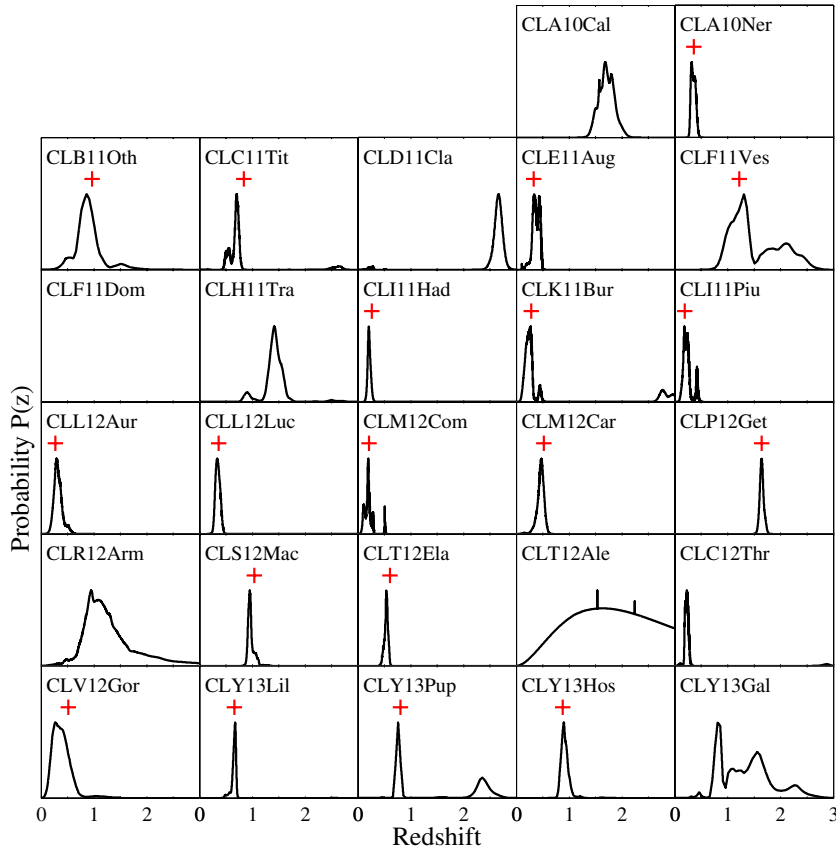 CLA10Cal CLA10Ner
CLB11Oth CLC11Tit CLD11Cla CLE11Aug CLF11Ves
CLF11Dom CLH11Tra CLI11Had CLK11Bur CLI11Piu
CLL12Aur CLL12Luc CLM12Com CLM12Car CLP12Get
CLR12Arm CLS12Mac CLT12Ela CLT12Ale CLC12Thr
CLV12Gor CLY13Lil CLY13Pup CLY13Hos CLY13Gal
Probability P(z)
0 1 2 0 1 2 0 1 2 0 1 2 0 1 2 3
Redshift